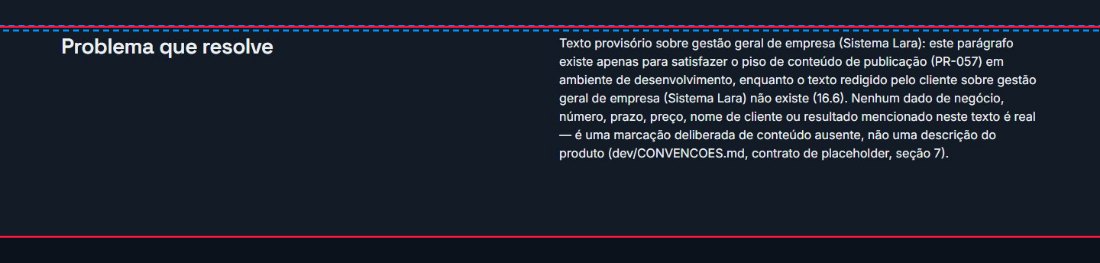 Problema que resolve
Texto provisório sobre gestão geral de empresa (Sistema Lara): este parágrafo
existe apenas para satisfazer o piso de conteúdo de publicação (PR-057) em
ambiente de desenvolvimento, enquanto o texto redigido pelo cliente sobre gestão
geral de empresa (Sistema Lara) não existe (16.6). Nenhum dado de negócio,
número, prazo, preço, nome de cliente ou resultado mencionado neste texto é real
— é uma marcação deliberada de conteúdo ausente, não uma descrição do
produto (dev/CONVENCOES.md, contrato de placeholder, seção 7).